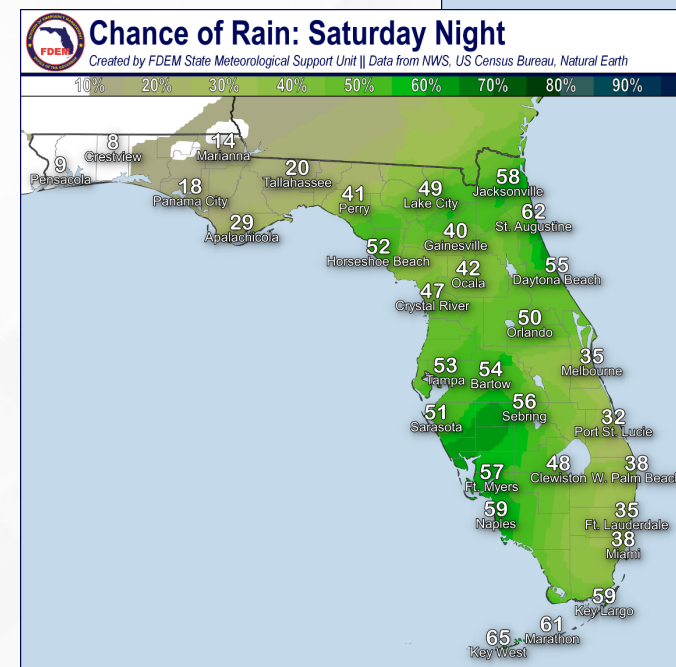 FDEM
Chance of Rain: Saturday Night
Created by FDEM State Meteorological Support Unit || Data from NWS, US Census Bureau, Natural Earth
10% 20% 30% 40% 50% 60% 70% 80% 90%
8
Crestview
14
Marianna
9
Pensacola
20
Tallahassee
18
Panama City
29
Apalachicola
41
Perry
49
Lake City
58
Jacksonville
62
St. Augustine
40
Gainesville
52
Horseshoe Beach
42
Ocala
55
Daytona Beach
47
Crystal River
50
Orlando
35
Melbourne
53
Tampa
54
Bartow
56
Sebring
51
Sarasota
32
Port St. Lucie
57
Ft. Myers
48
Clewiston
38
W. Palm Beach
59
Naples
35
Ft. Lauderdale
38
Miami
59
Key Largo
61
Marathon
65
Key West